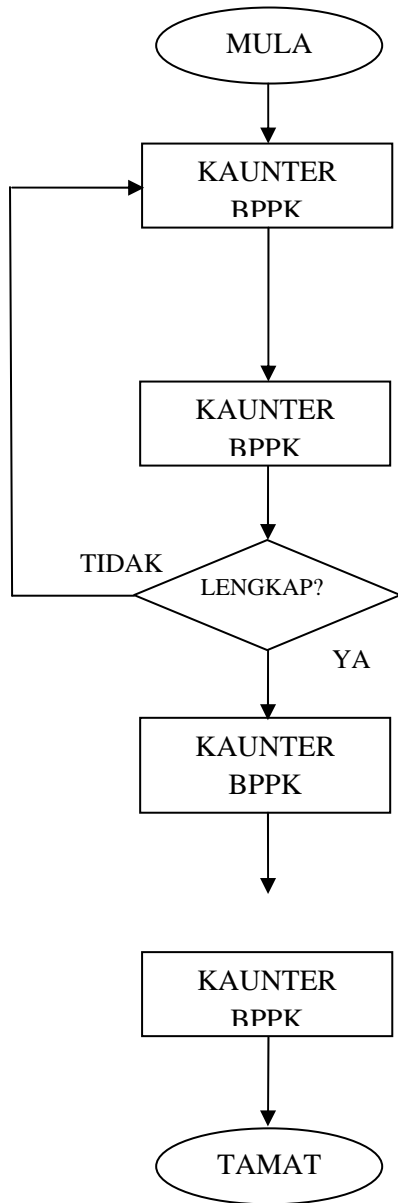 MULA
KAUNTER
BPPK
KAUNTER
BPPK
TIDAK
LENGKAP?
YA
KAUNTER
BPPK
KAUNTER
BPPK
TAMAT